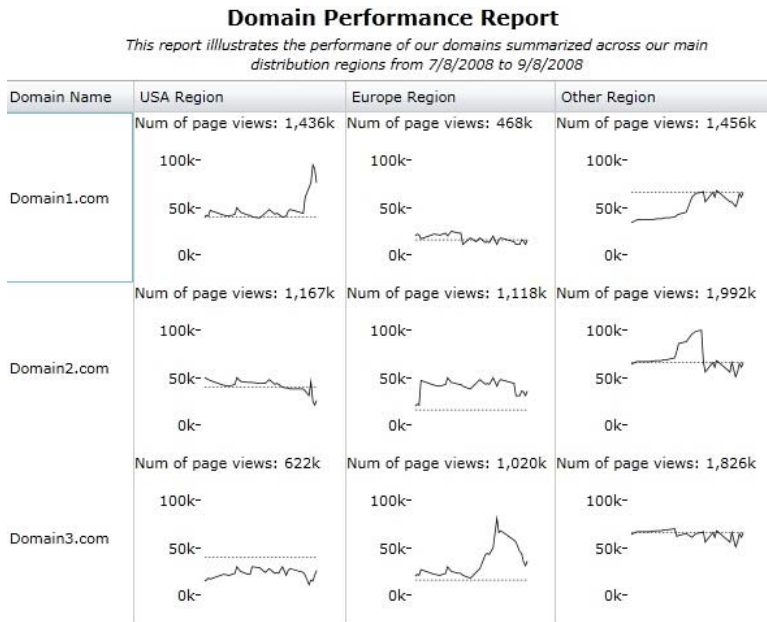 Domain Performance Report
This report illlustrates the performane of our domains summarized across our main
distribution regions from 7/8/2008 to 9/8/2008
Domain Name USA Region Europe Region Other Region
Num of page views: 1,436k Num of page views: 468k Num of page views: 1,456k
100k- 100k- 100k-
Domain1.com
50k- 50k- 50k-
0k- 0k- 0k-
Num of page views: 1,167k Num of page views: 1,118k Num of page views: 1,992k
100k- 100k- 100k-
Domain2.com
50k- 50k- 50k-
0k- 0k- 0k-
Num of page views: 622k Num of page views: 1,020k Num of page views: 1,826k
100k- 100k- 100k-
Domain3.com
50k- 50k- 50k-
0k- 0k- 0k-